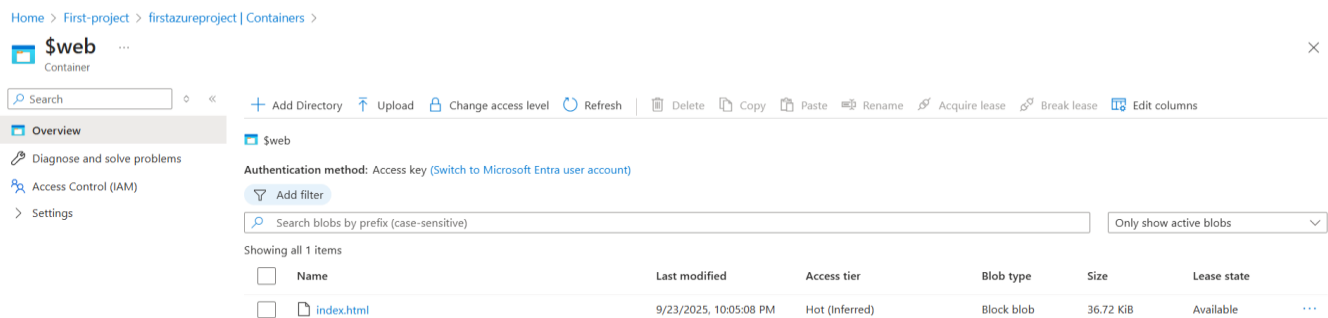 Home > First-project > firstazureproject | Containers >
$web ...
Container
Search
Overview
Diagnose and solve problems
Access Control (IAM)
Settings
Add Directory Upload Change access level Refresh Delete Copy Paste Rename Acquire lease Break lease Edit columns
$web
Authentication method: Access key (Switch to Microsoft Entra user account)
Add filter
Search blobs by prefix (case-sensitive) Only show active blobs
Showing all 1 items
Name Last modified Access tier Blob type Size Lease state
index.html 9/23/2025, 10:05:08 PM Hot (Inferred) Block blob 36.72 KiB Available ...